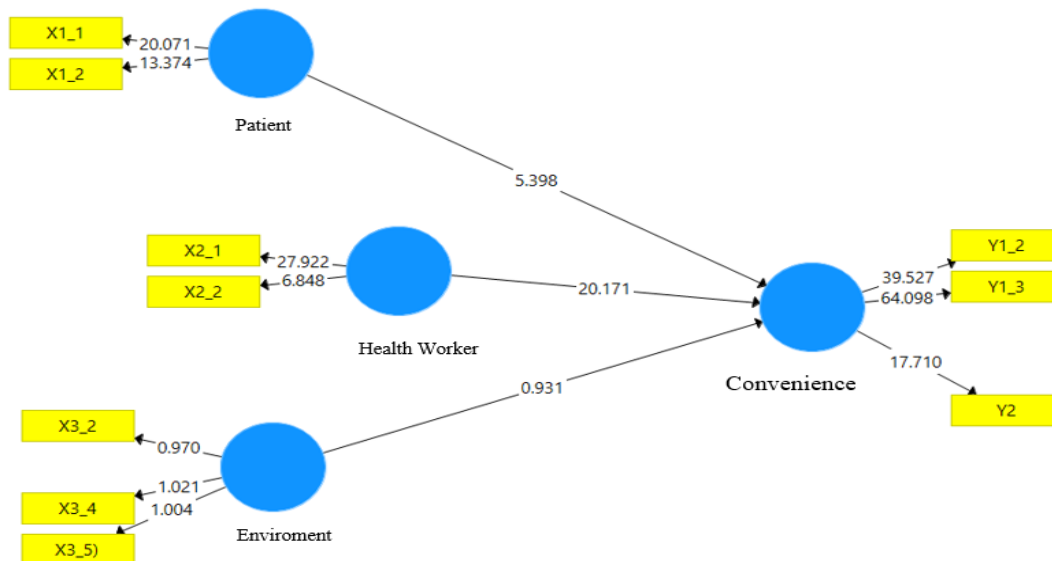 X1_1
20.071
X1_2
13.374
Patient
5.398
X2_1
27.922
X2_2
6.848
Health Worker
20.171
Y1_2
39.527
Y1_3
64.098
Convenience
17.710
Y2
0.931
X3_2
0.970
X3_4
1.021
1.004
X3_5)
Enviroment